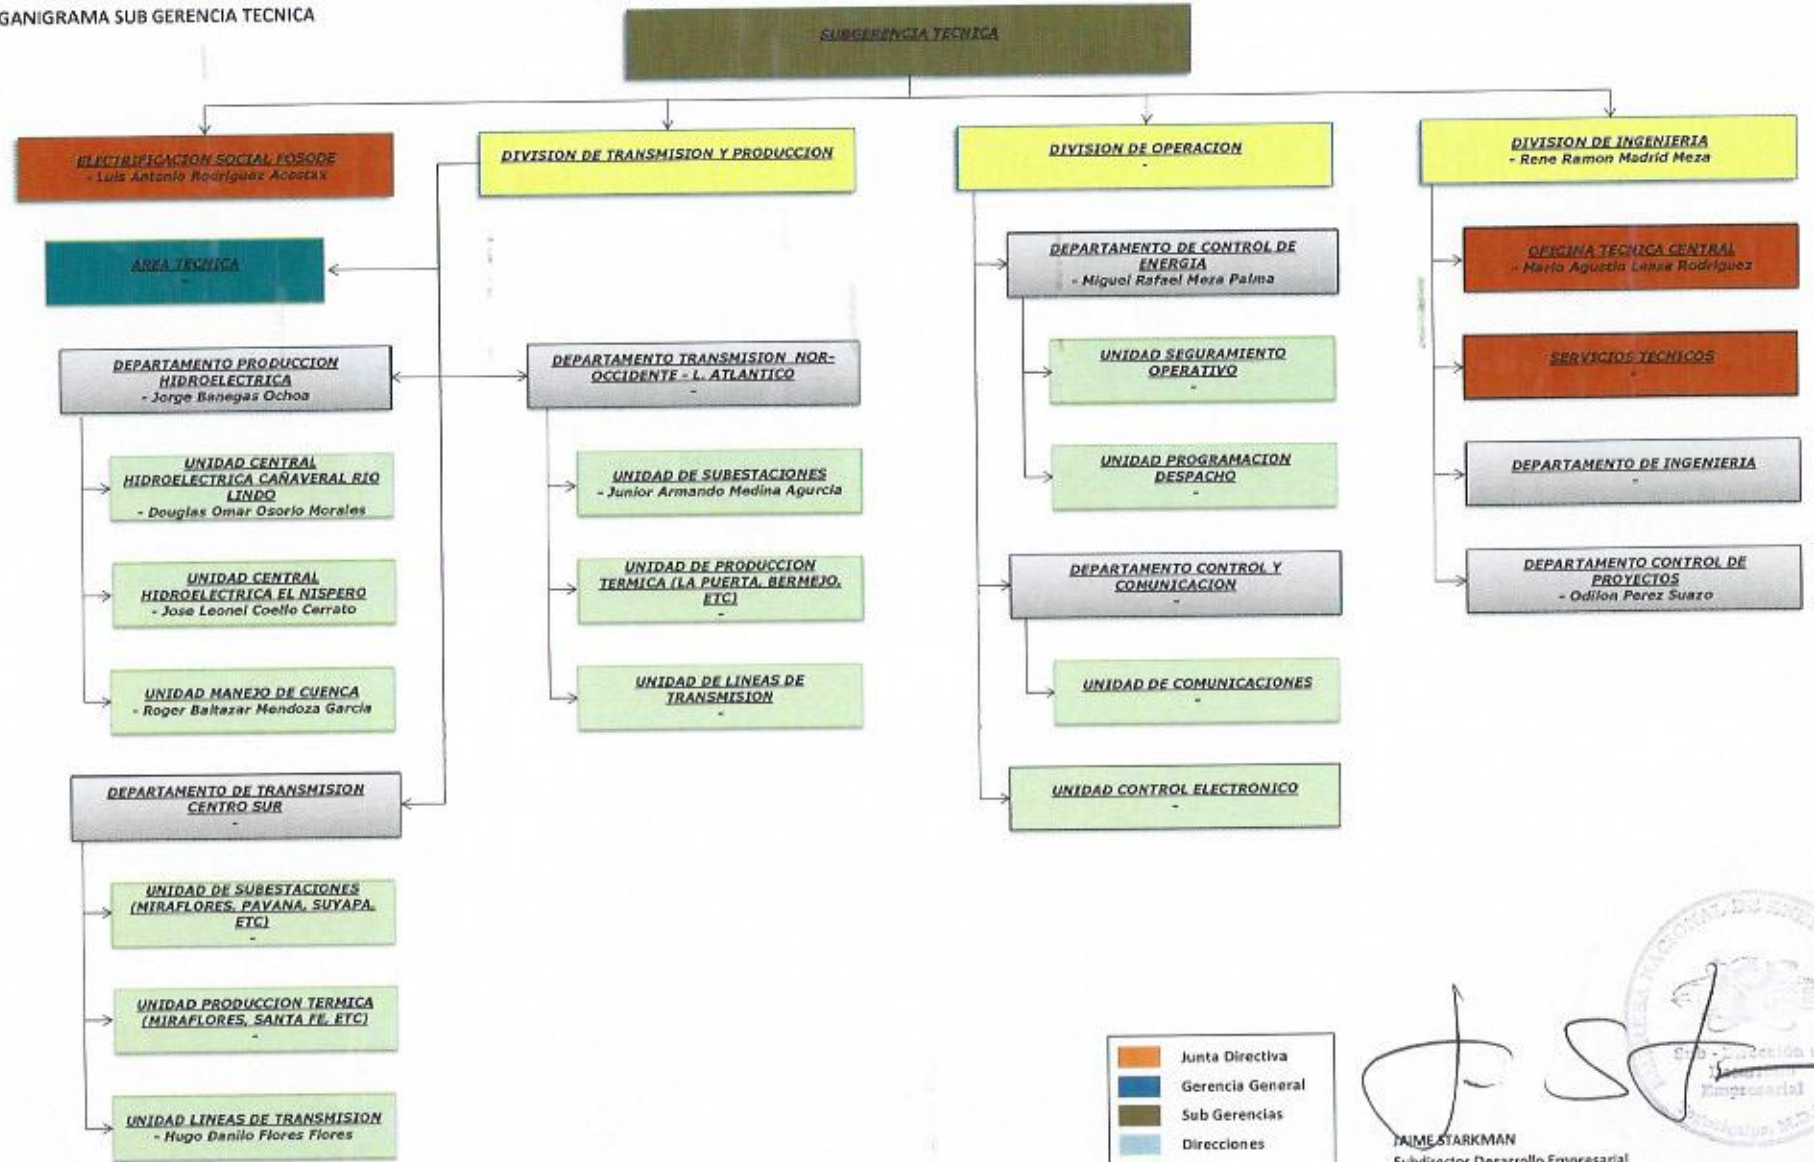 GANIGRAMA SUB GERENCIA TECNICA
SUBGERENCIA TECNICA
ELECTRIFICACION SOCIAL FOSODE
- Luis Antonio Rodriguez Acostas
DIVISION DE TRANSMISION Y PRODUCCION
-
DIVISION DE OPERACION
-
DIVISION DE INGENIERIA
- Rene Ramon Madrid Meza
AREA TECNICA
-
DEPARTAMENTO PRODUCCION
HIDROELECTRICA
- Jorge Banegas Ochoa
UNIDAD CENTRAL
HIDROELECTRICA CAÑAVERAL RIO
LINDO
- Douglas Omar Osorio Morales
UNIDAD CENTRAL
HIDROELECTRICA EL NISPERO
- Jose Leonel Coello Cerrato
UNIDAD MANEJO DE CUENCA
- Roger Baltazar Mendoza Garcia
DEPARTAMENTO DE TRANSMISION
CENTRO SUR
-
UNIDAD DE SUBESTACIONES
(MIRAFLORES, PAVANA, SUYAPA,
ETC)
-
UNIDAD PRODUCCION TERMICA
(MIRAFLORES, SANTA FE, ETC)
-
UNIDAD LINEAS DE TRANSMISION
- Hugo Danilo Flores Flores
DEPARTAMENTO TRANSMISION NOR-
OCCIDENTE - L. ATLANTICO
-
UNIDAD DE SUBESTACIONES
- Junior Armando Medina Agurcia
UNIDAD DE PRODUCCION
TERMICA (LA PUERTA, BERMEJO,
ETC)
-
UNIDAD DE LINEAS DE
TRANSMISION
-
DEPARTAMENTO DE CONTROL DE
ENERGIA
- Miguel Rafael Meza Palma
UNIDAD SEGURAMIENTO
OPERATIVO
-
UNIDAD PROGRAMACION
DESPACHO
-
DEPARTAMENTO CONTROL Y
COMUNICACION
-
UNIDAD DE COMUNICACIONES
-
UNIDAD CONTROL ELECTRONICO
-
OFICINA TECNICA CENTRAL
- Mario Agustin Lanza Rodriguez
SERVICIOS TECNICOS
-
DEPARTAMENTO DE INGENIERIA
-
DEPARTAMENTO CONTROL DE
PROYECTOS
- Odilon Perez Suazo
Junta Directiva
Gerencia General
Sub Gerencias
Direcciones
JAIME STARKMAN
Subdirector Desarrollo Empresarial
NACIONAL DE
Sub - Dirección
Empresarial